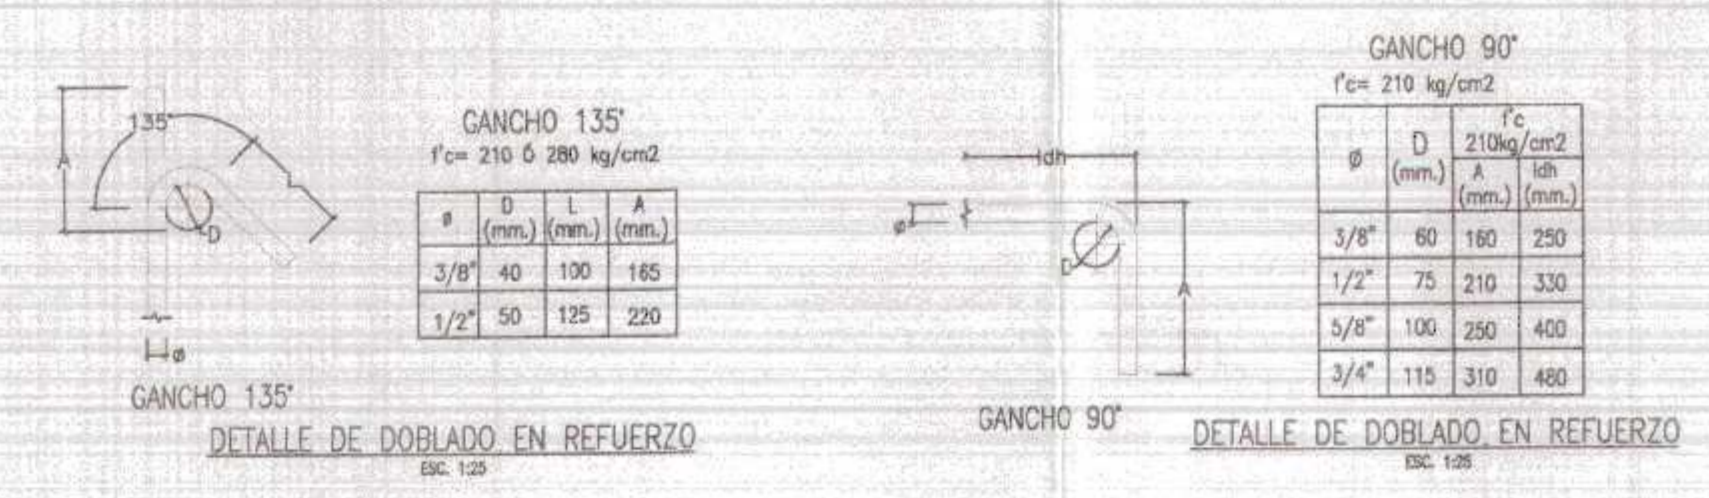 135°
A
D
ø
GANCHO 135°
GANCHO 135°
f'c= 210 ó 280 kg/cm2
ø D (mm.) L (mm.) A (mm.)
3/8" 40 100 165
1/2" 50 125 220
DETALLE DE DOBLADO EN REFUERZO
ESC. 1:25
ldh
ø
D
A
GANCHO 90°
GANCHO 90°
f'c= 210 kg/cm2
ø D (mm.) f'c 210kg/cm2
A (mm.) ldh (mm.)
3/8" 60 160 250
1/2" 75 210 330
5/8" 100 250 400
3/4" 115 310 480
DETALLE DE DOBLADO EN REFUERZO
ESC. 1:25